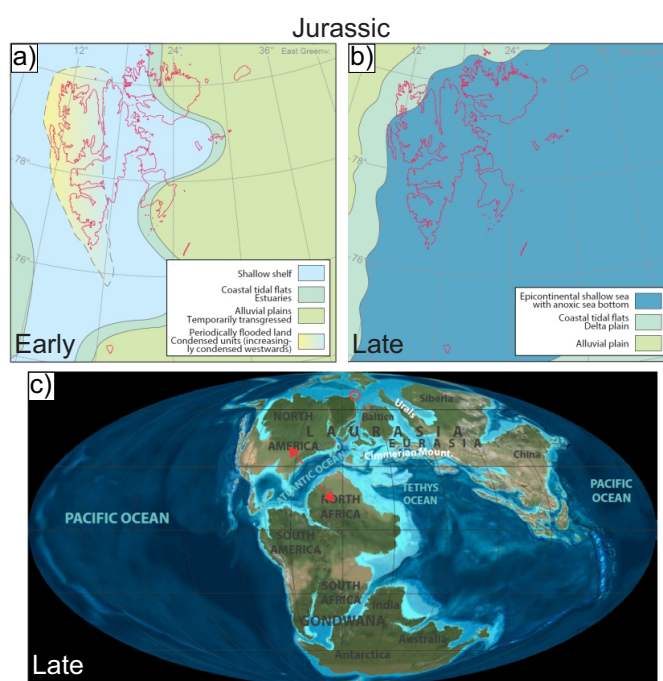 Jurassic
a)
12°
24°
36°
East Greenw.
78°
76°
Shallow shelf
Coastal tidal flats
Estuaries
Alluvial plains
Temporarily transgressed
Periodically flooded land
Condensed units (increasing-
ly condensed westwards)
Early
b)
12°
24°
78°
76°
Epicontinental shallow sea
with anoxic sea bottom
Coastal tidal flats
Delta plain
Alluvial plain
Late
c)
Siberia
Baltica
Urals
NORTH
AMERICA
LAURASIA
EURASIA
Cimmerian Mount.
China
ATLANTIC OCEAN
TETHYS
OCEAN
PACIFIC
OCEAN
PACIFIC OCEAN
NORTH
AFRICA
SOUTH
AMERICA
SOUTH
AFRICA
India
GONDWANA
Australia
Antarctica
Late